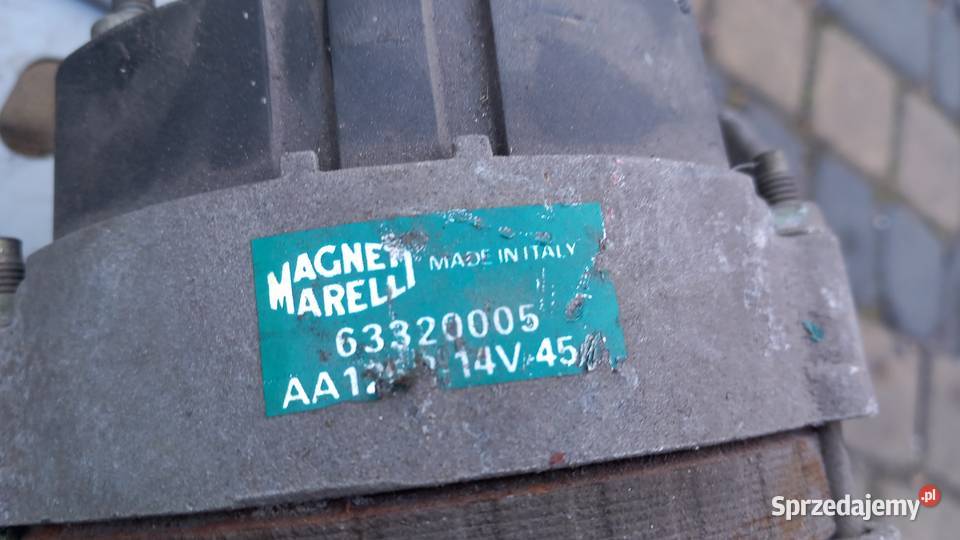 MAGNETI MARELLI
MADE IN ITALY
63320005
14V-45
Sprzedajemy.pl